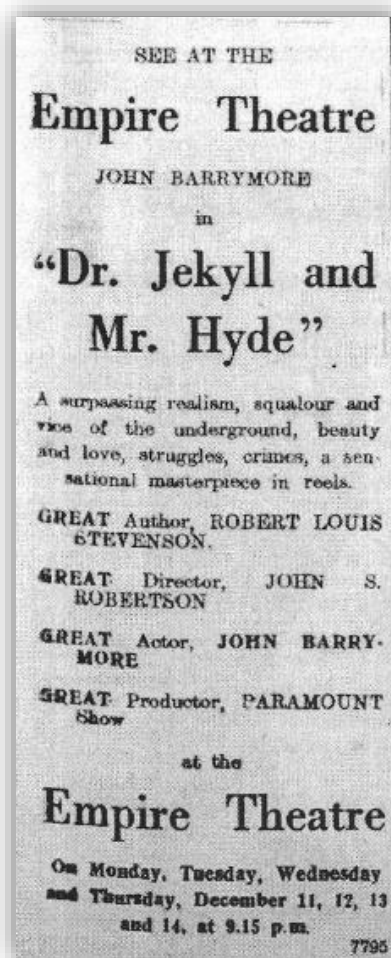 SEE AT THE
Empire Theatre
JOHN BARRYMORE
in
“Dr. Jekyll and
Mr. Hyde”
A surpassing realism, squalour and
vice of the underground, beauty
and love, struggles, crimes, a sen-
sational masterpiece in reels.
GREAT Author, ROBERT LOUIS
STEVENSON.
GREAT Director, JOHN S.
ROBERTSON
GREAT Actor, JOHN BARRY-
MORE
GREAT Productor, PARAMOUNT
Show
at the
Empire Theatre
On Monday, Tuesday, Wednesday
and Thursday, December 11, 12, 13
and 14, at 9.15 p.m.
7795